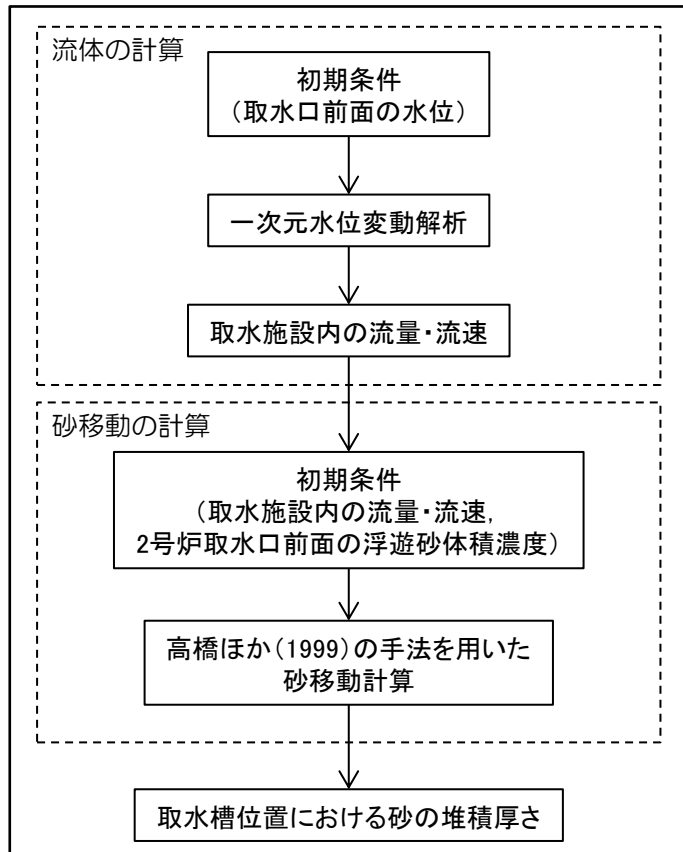 流体の計算
初期条件
（取水口前面の水位）
一次元水位変動解析
取水施設内の流量・流速
砂移動の計算
初期条件
（取水施設内の流量・流速，
2号炉取水口前面の浮遊砂体積濃度）
高橋ほか（1999）の手法を用いた
砂移動計算
取水槽位置における砂の堆積厚さ